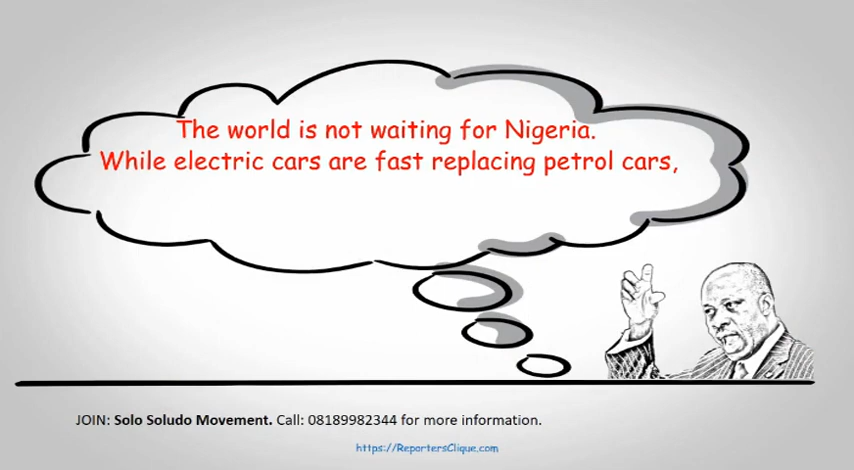 The world is not waiting for Nigeria.
While electric cars are fast replacing petrol cars,
JOIN: Solo Soludo Movement. Call: 08189982344 for more information.
https://ReportersClique.com